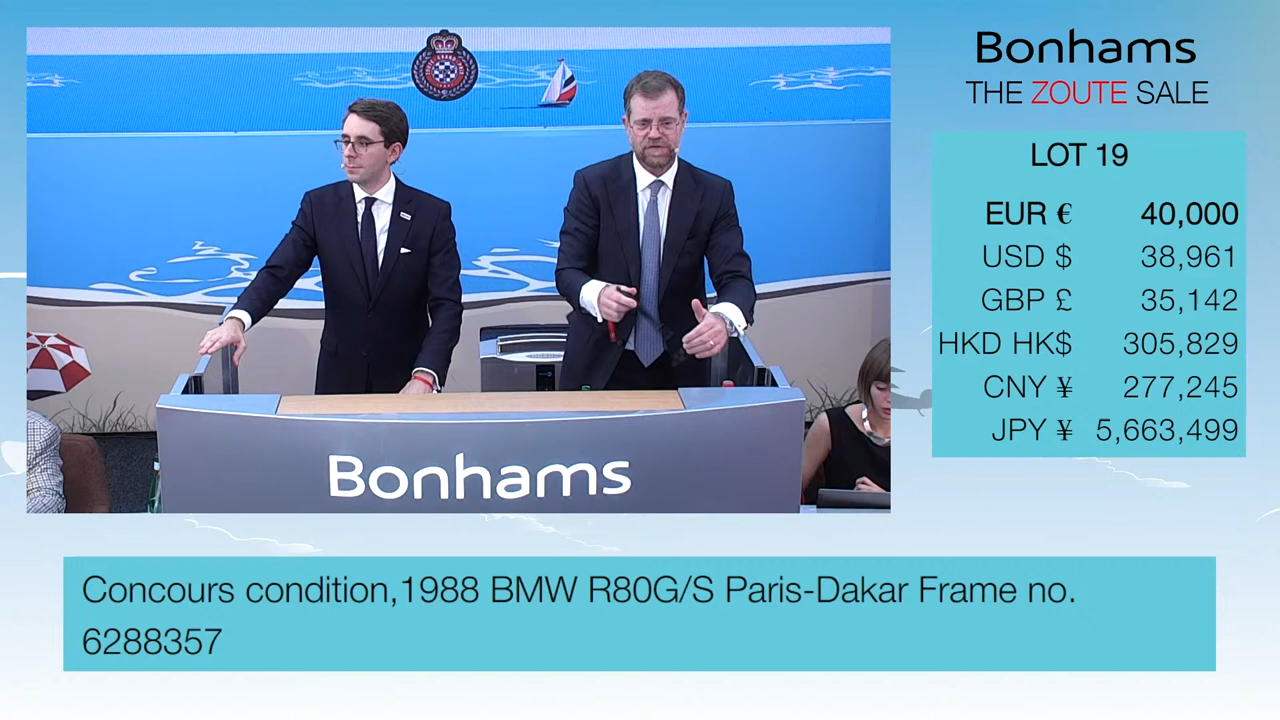 Bonhams
THE ZOUTE SALE
LOT 19
EUR € 40,000
USD $ 38,961
GBP £ 35,142
HKD HK$ 305,829
CNY ¥ 277,245
JPY ¥ 5,663,499
Bonhams
Concours condition,1988 BMW R80G/S Paris-Dakar Frame no.
6288357